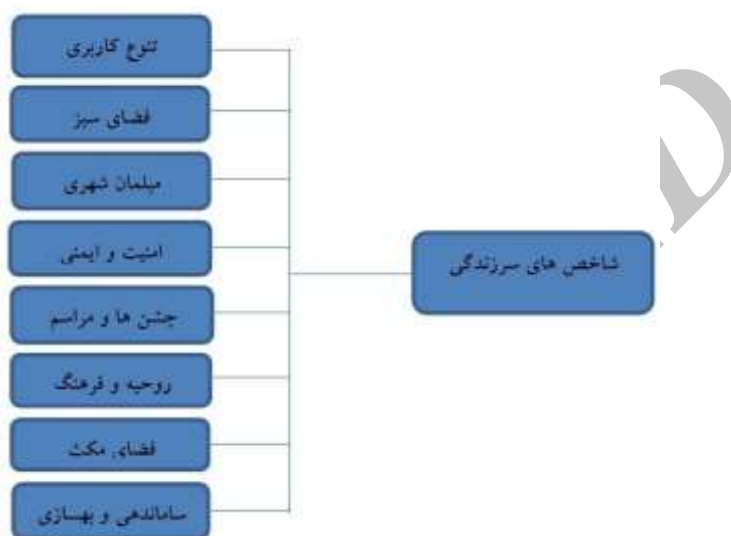 شاخص های سرزندگی
تنوع کاربری
فضای سبز
مبلمان شهری
امنیت و ایمنی
جشن ها و مراسم
روحیه و فرهنگ
فضای مکث
ساماندهی و بهسازی